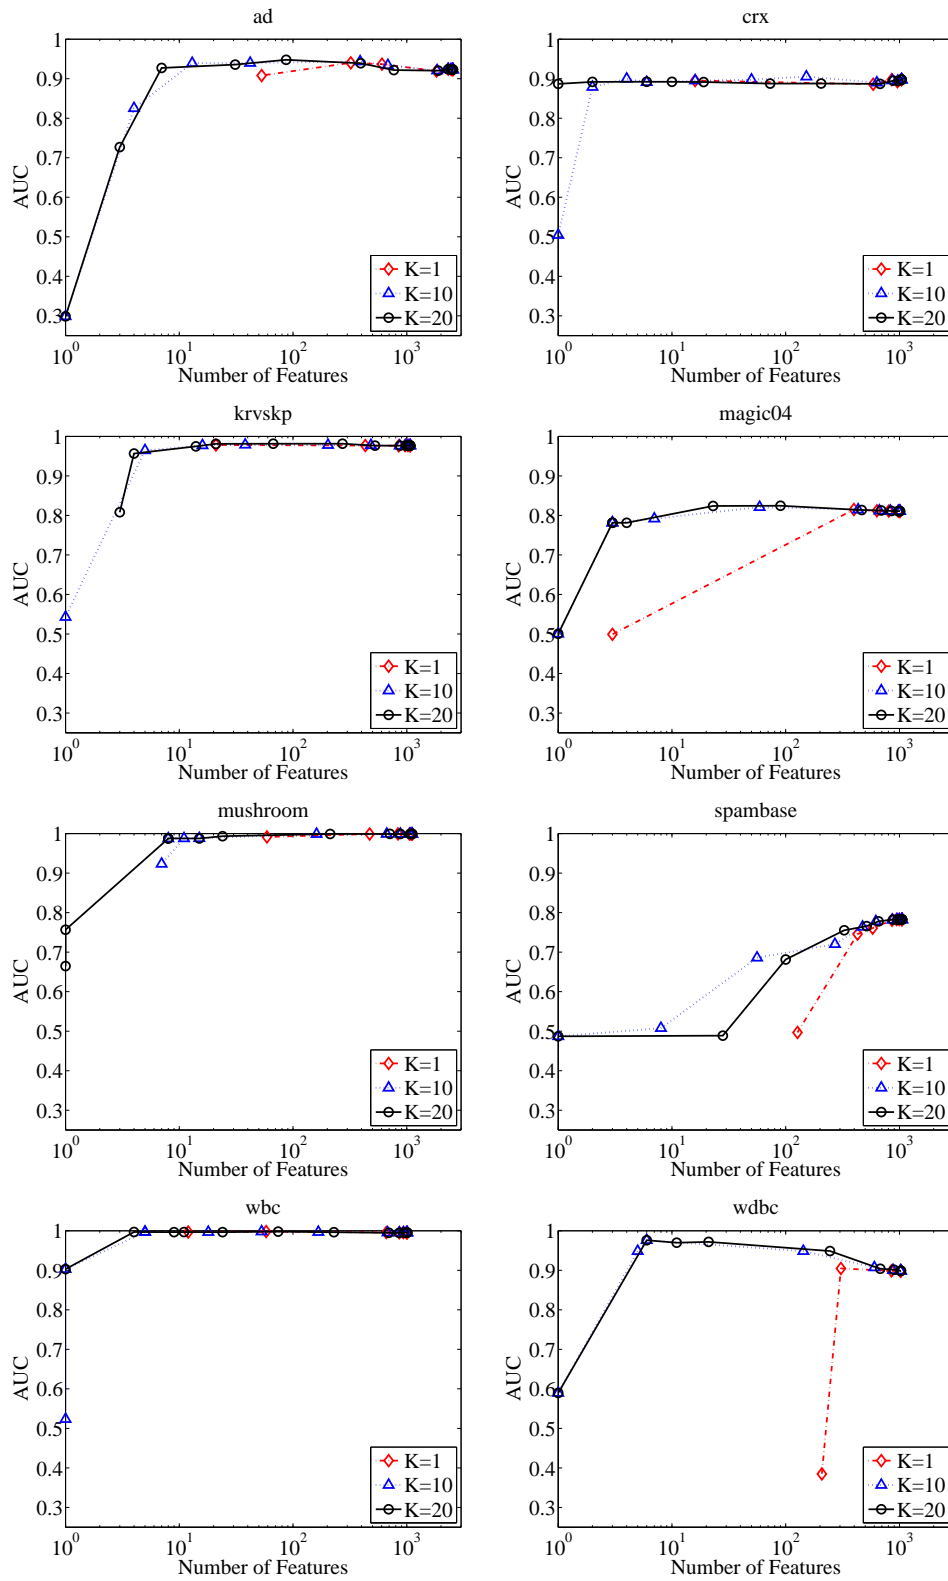 ad
1
0.9
0.8
0.7
0.6
0.5
0.4
0.3
AUC
10^0
10^1
10^2
10^3
Number of Features
K=1
K=10
K=20
crx
1
0.9
0.8
0.7
0.6
0.5
0.4
0.3
AUC
10^0
10^1
10^2
10^3
Number of Features
K=1
K=10
K=20
krvskp
1
0.9
0.8
0.7
0.6
0.5
0.4
0.3
AUC
10^0
10^1
10^2
10^3
Number of Features
K=1
K=10
K=20
magic04
1
0.9
0.8
0.7
0.6
0.5
0.4
0.3
AUC
10^0
10^1
10^2
10^3
Number of Features
K=1
K=10
K=20
mushroom
1
0.9
0.8
0.7
0.6
0.5
0.4
0.3
AUC
10^0
10^1
10^2
10^3
Number of Features
K=1
K=10
K=20
spambase
1
0.9
0.8
0.7
0.6
0.5
0.4
0.3
AUC
10^0
10^1
10^2
10^3
Number of Features
K=1
K=10
K=20
wbc
1
0.9
0.8
0.7
0.6
0.5
0.4
0.3
AUC
10^0
10^1
10^2
10^3
Number of Features
K=1
K=10
K=20
wdbc
1
0.9
0.8
0.7
0.6
0.5
0.4
0.3
AUC
10^0
10^1
10^2
10^3
Number of Features
K=1
K=10
K=20